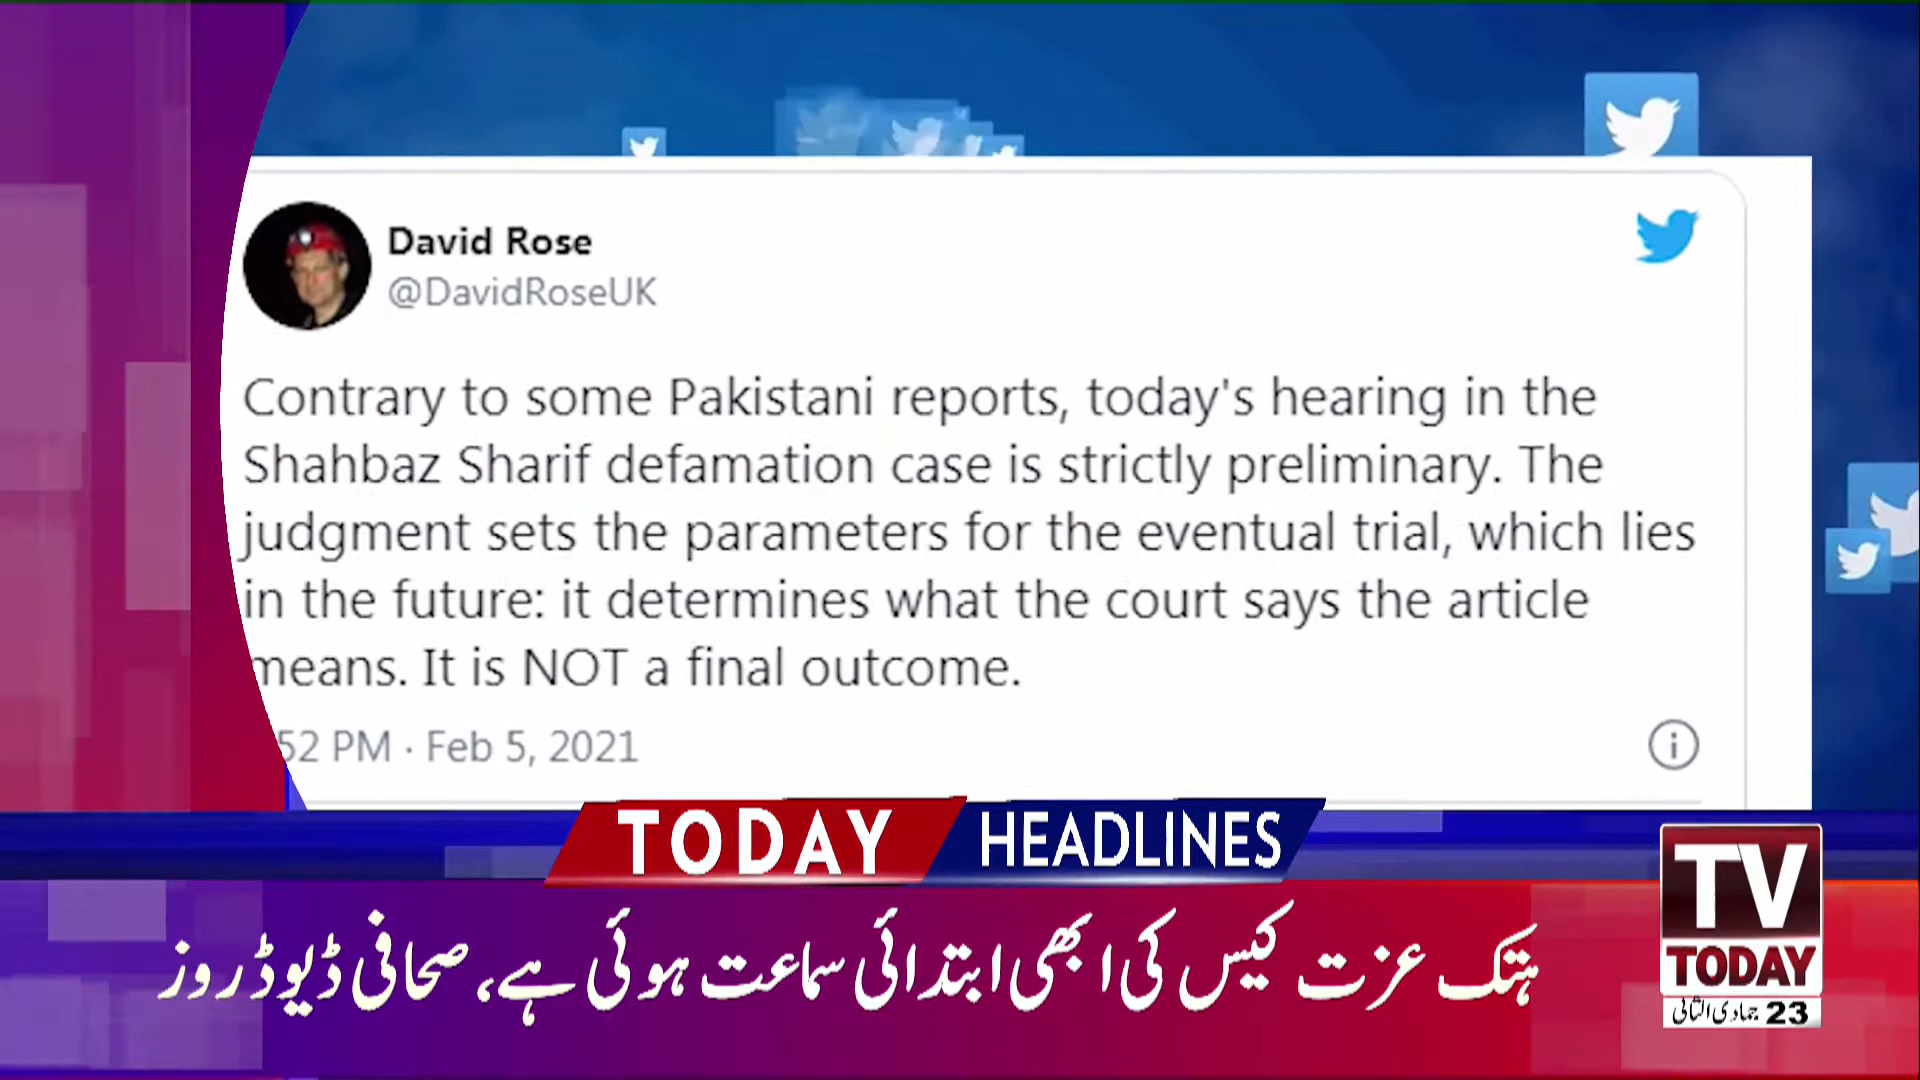 David Rose
@DavidRoseUK
Contrary to some Pakistani reports, today's hearing in the
Shahbaz Sharif defamation case is strictly preliminary. The
judgment sets the parameters for the eventual trial, which lies
in the future: it determines what the court says the article
means. It is NOT a final outcome.
52 PM · Feb 5, 2021
TODAY HEADLINES
ہتک عزت کیس کی ابھی ابتدائی سماعت ہوئی ہے، صحافی ڈیوڈ روز
TV
TODAY
23 جمادی الثانی